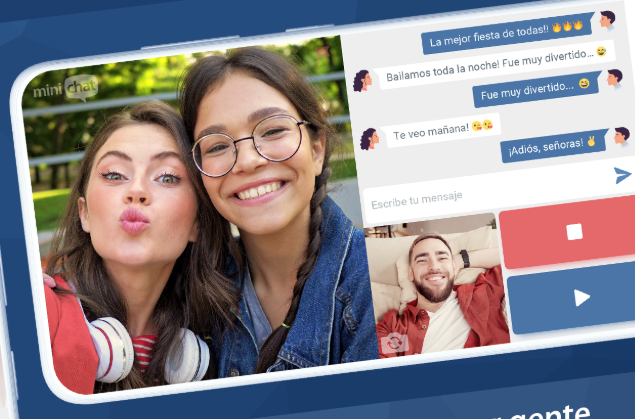 mini chat
La mejor fiesta de todas!! 🔥🔥🔥
Bailamos toda la noche! Fue muy divertido... 😄
Fue muy divertido... 😄
Te veo mañana! 😘😘
¡Adiós, señoras! ✌
Escribe tu mensaje
gente